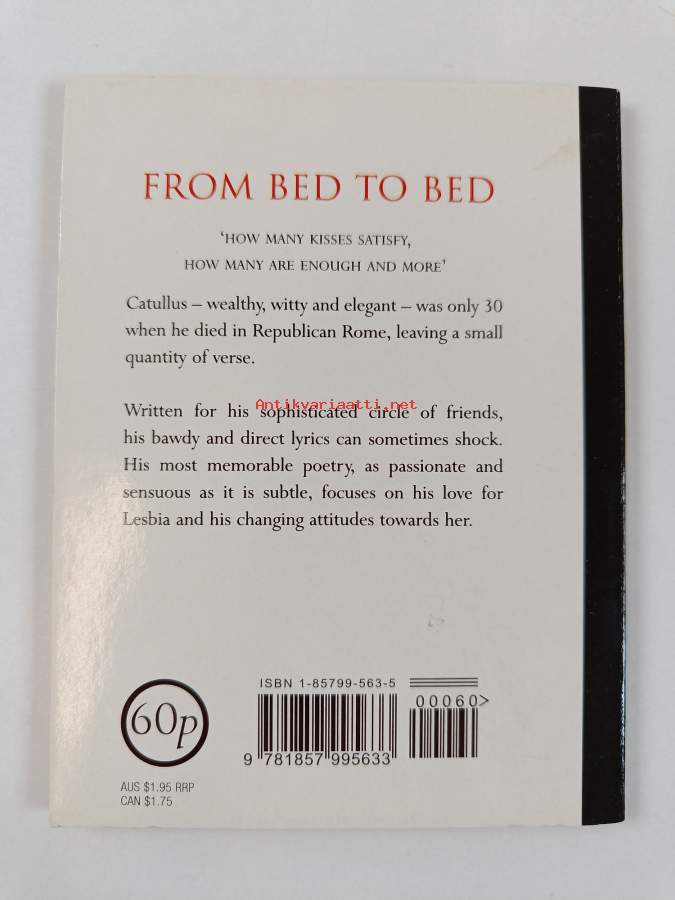 FROM BED TO BED
‘HOW MANY KISSES SATISFY,
HOW MANY ARE ENOUGH AND MORE’
Catullus – wealthy, witty and elegant – was only 30
when he died in Republican Rome, leaving a small
quantity of verse.
Antikvariaatti.net
Written for his sophisticated circle of friends,
his bawdy and direct lyrics can sometimes shock.
His most memorable poetry, as passionate and
sensuous as it is subtle, focuses on his love for
Lesbia and his changing attitudes towards her.
60p
AUS $1.95 RRP
CAN $1.75
ISBN 1-85799-563-5
00060>
9 781857 995633